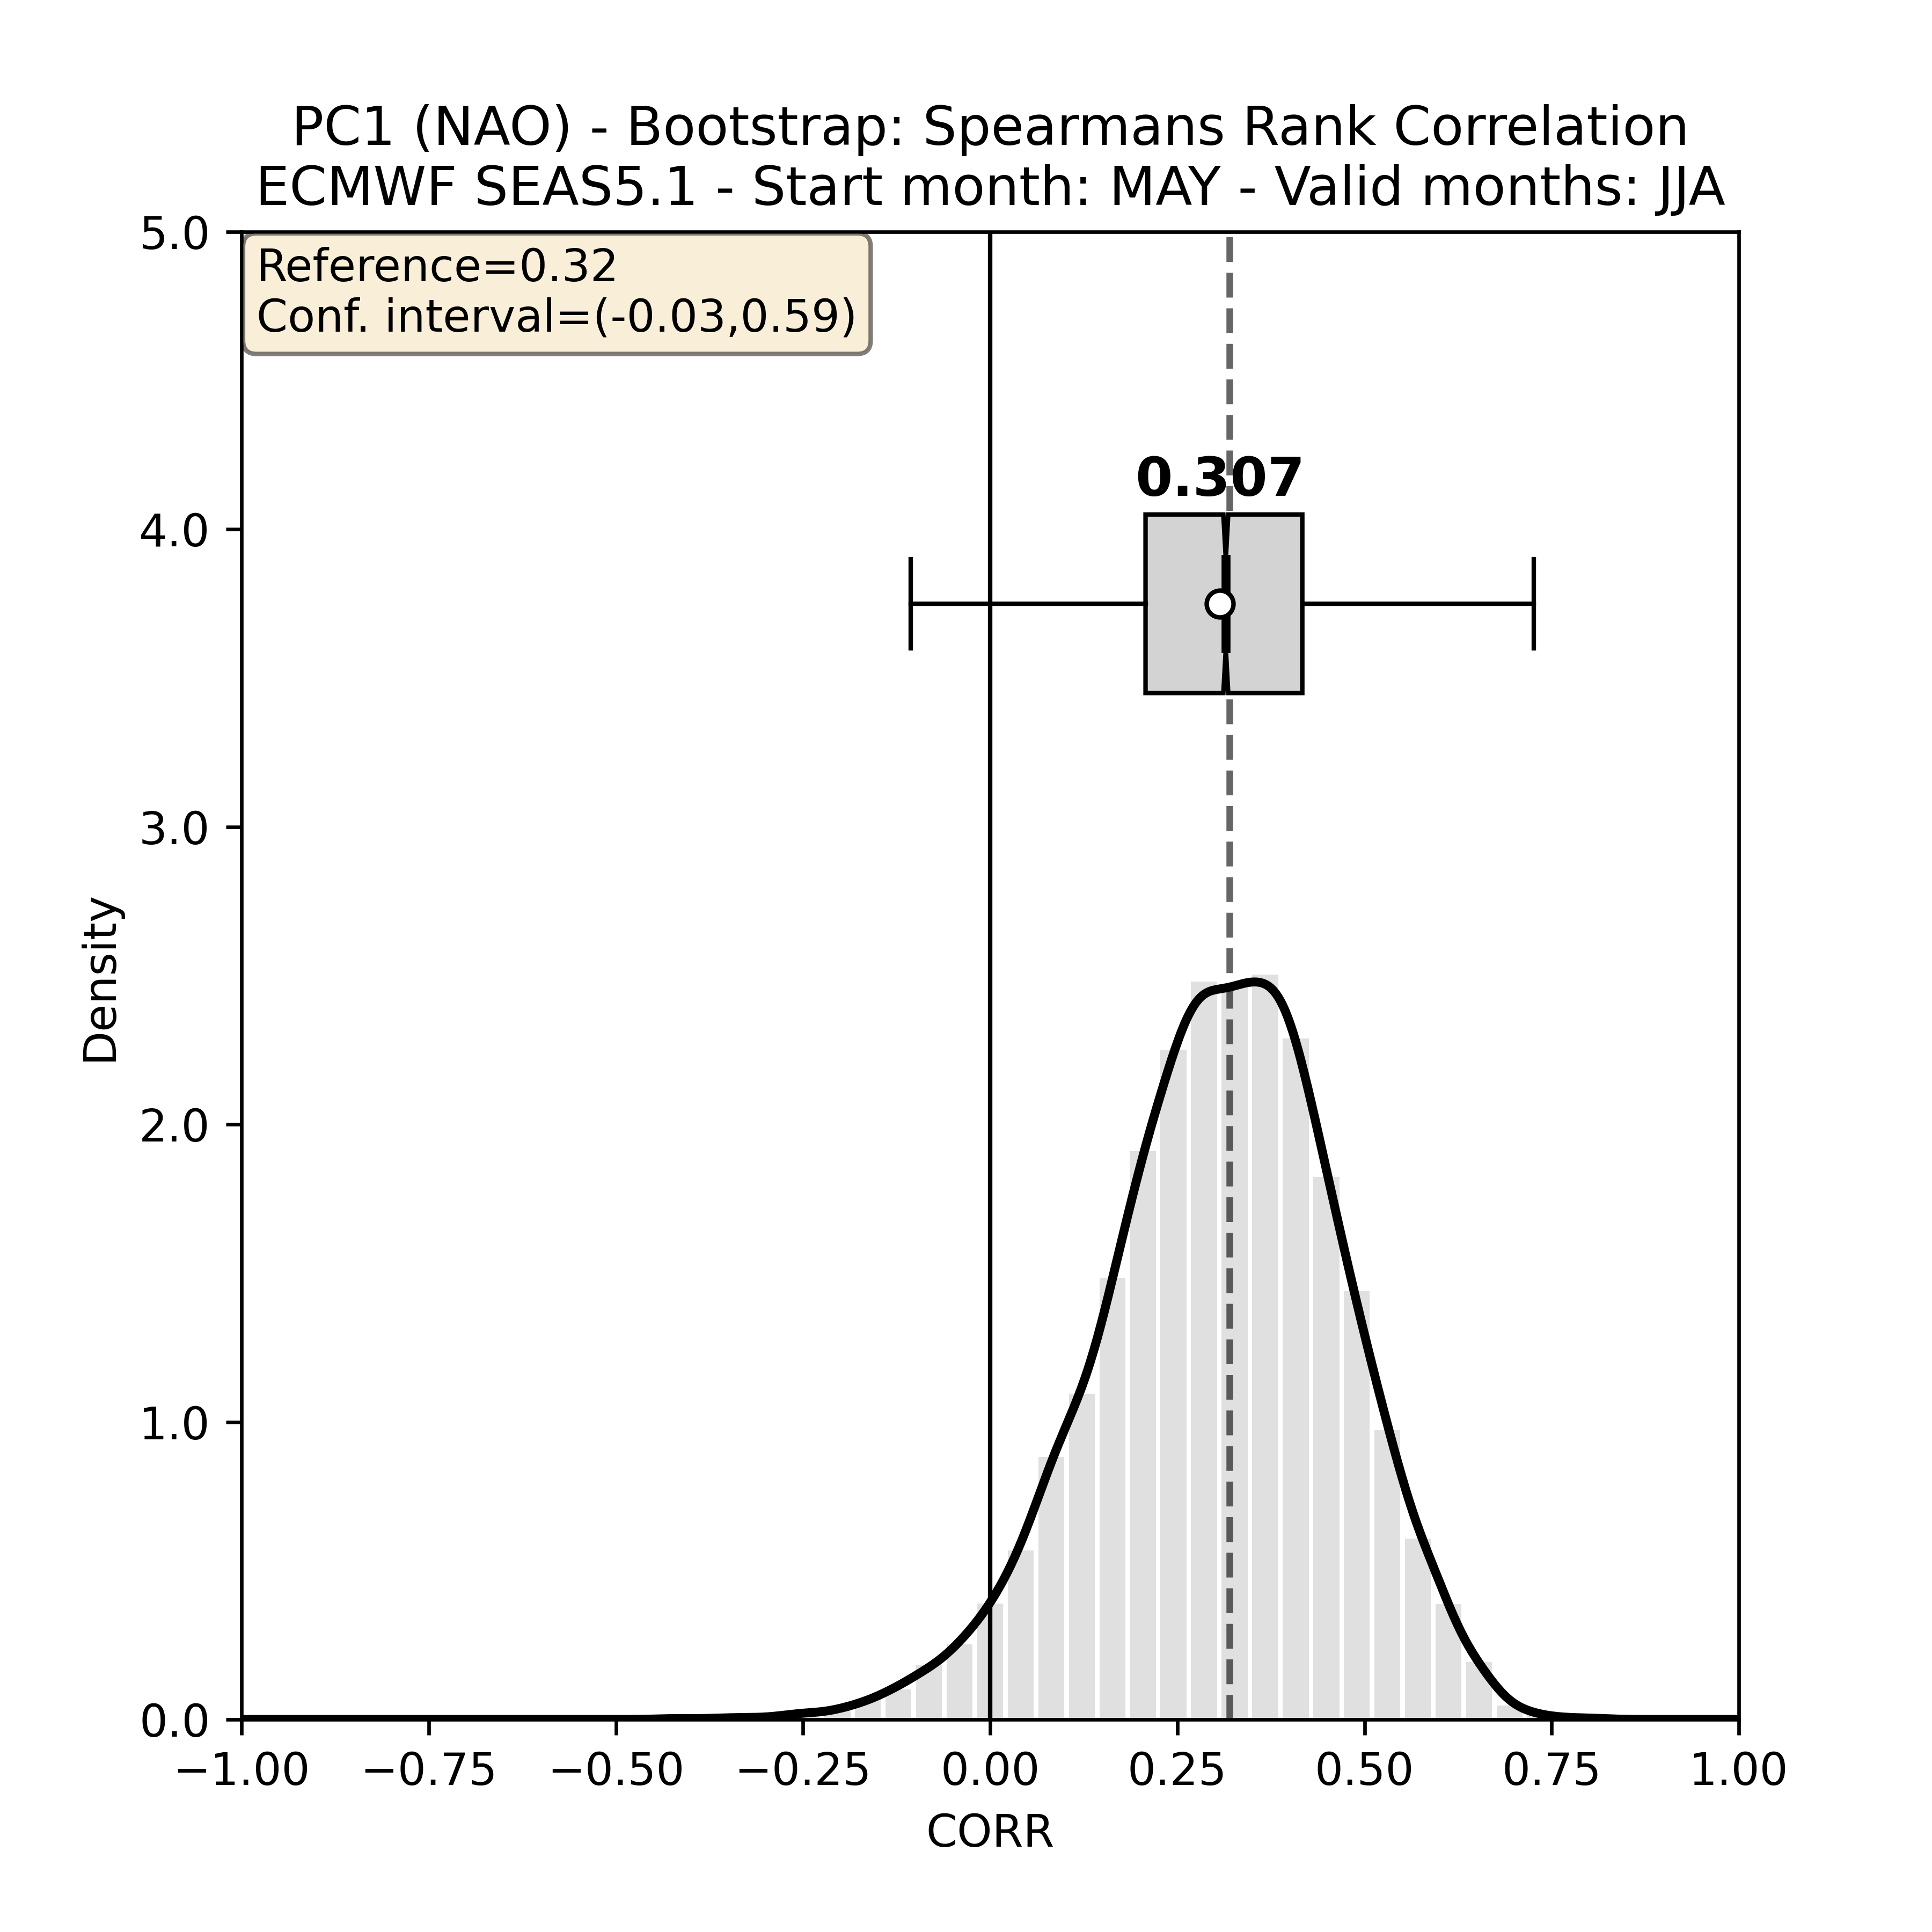 PC1 (NAO) - Bootstrap: Spearmans Rank Correlation
ECMWF SEAS5.1 - Start month: MAY - Valid months: JJA
5.0
Reference=0.32
Conf. interval=(-0.03,0.59)
0.307
4.0
3.0
Density
2.0
1.0
0.0
−1.00 −0.75 −0.50 −0.25 0.00 0.25 0.50 0.75 1.00
CORR